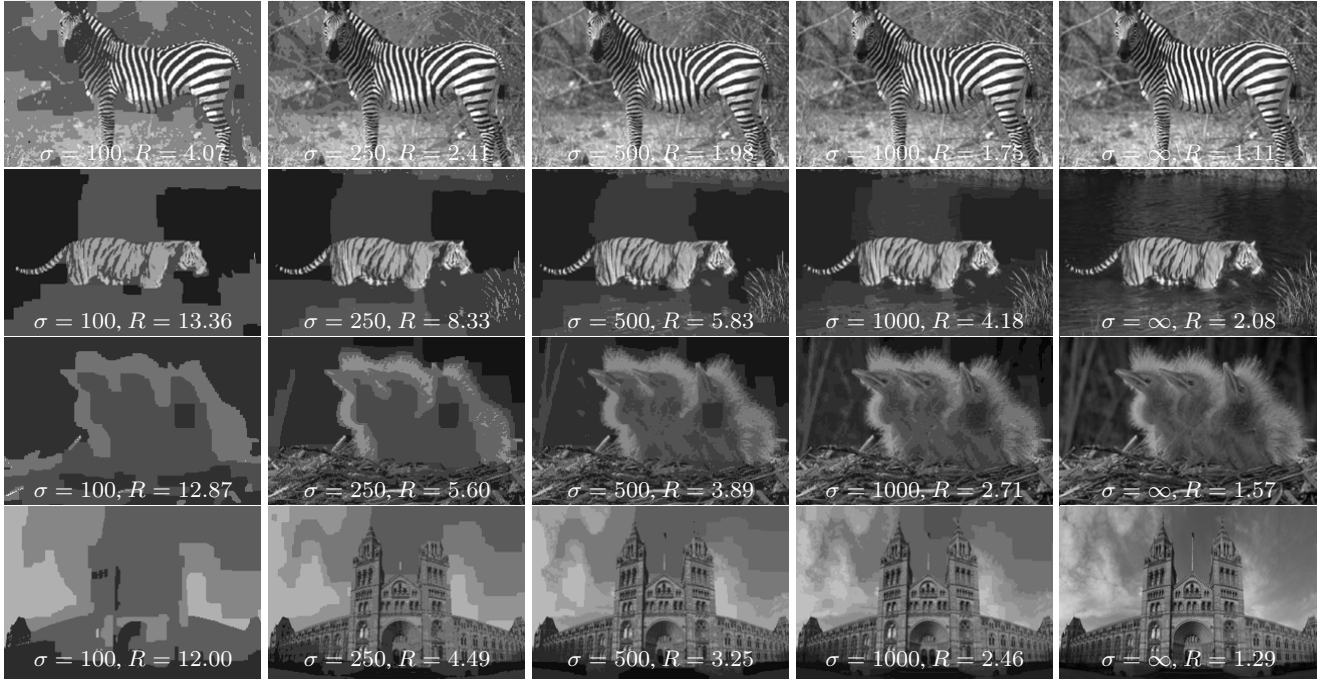 σ = 100, R = 4.07
σ = 250, R = 2.41
σ = 500, R = 1.98
σ = 1000, R = 1.75
σ = ∞, R = 1.11
σ = 100, R = 13.36
σ = 250, R = 8.33
σ = 500, R = 5.83
σ = 1000, R = 4.18
σ = ∞, R = 2.08
σ = 100, R = 12.87
σ = 250, R = 5.60
σ = 500, R = 3.89
σ = 1000, R = 2.71
σ = ∞, R = 1.57
σ = 100, R = 12.00
σ = 250, R = 4.49
σ = 500, R = 3.25
σ = 1000, R = 2.46
σ = ∞, R = 1.29